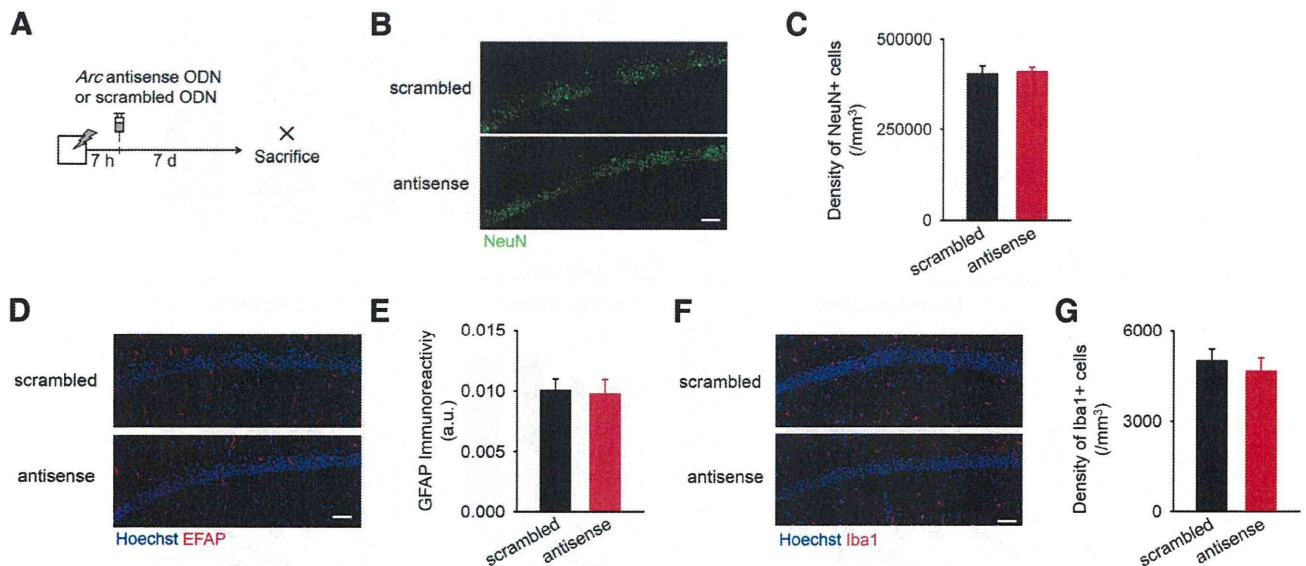 A
Arc antisense ODN
or scrambled ODN
7 h
7 d
Sacrifice
B
scrambled
antisense
NeuN
C
Density of NeuN+ cells
(/mm³)
500000
250000
0
scrambled
antisense
D
scrambled
antisense
Hoechst EFAP
E
GFAP Immunoreactiviy
(a.u.)
0.015
0.010
0.005
0.000
scrambled
antisense
F
scrambled
antisense
Hoechst Iba1
G
Density of Iba1+ cells
(/mm³)
6000
3000
0
scrambled
antisense